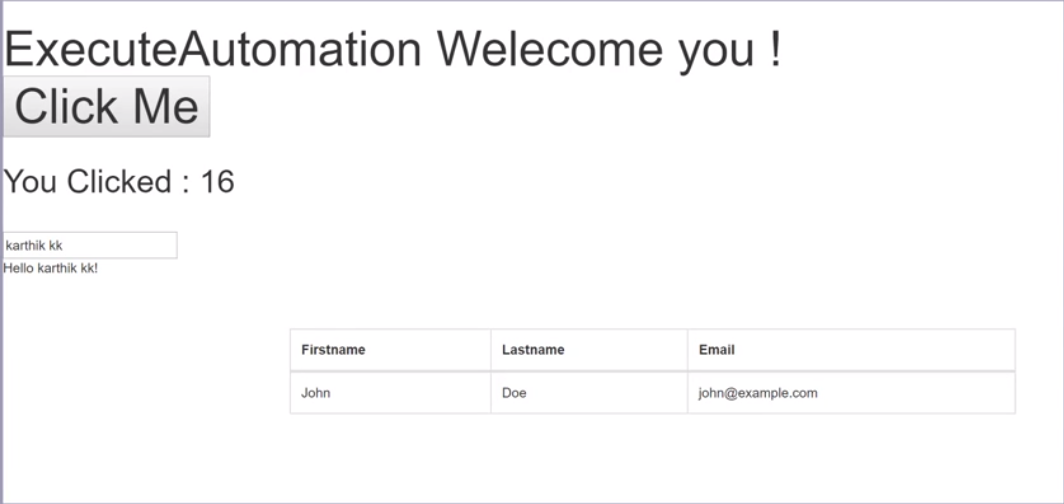 ExecuteAutomation Welecome you !
Click Me
You Clicked : 16
karthik kk
Hello karthik kk!
Firstname Lastname Email
John Doe john@example.com